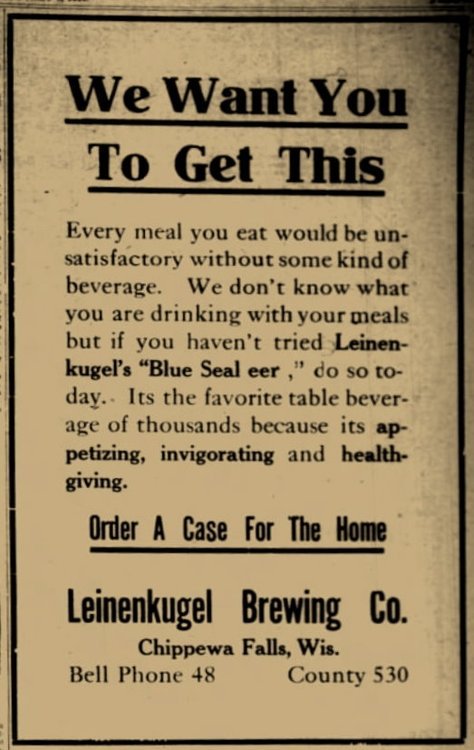 We Want You
To Get This
Every meal you eat would be un-
satisfactory without some kind of
beverage. We don't know what
you are drinking with your meals
but if you haven't tried Leinen-
kugel's "Blue Seal eer ," do so to-
day. Its the favorite table bever-
age of thousands because its ap-
petizing, invigorating and health-
giving.
Order A Case For The Home
Leinenkugel Brewing Co.
Chippewa Falls, Wis.
Bell Phone 48 County 530